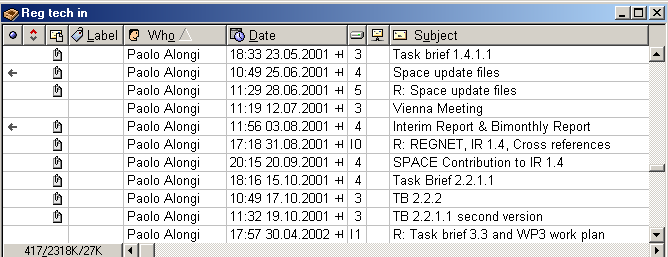 Reg tech in
Label Who Date Subject
Paolo Alongi 18:33 23.05.2001 +l 3 Task brief 1.4.1.1
Paolo Alongi 10:49 25.06.2001 +l 4 Space update files
Paolo Alongi 11:29 28.06.2001 +l 5 R: Space update files
Paolo Alongi 11:19 12.07.2001 +l 3 Vienna Meeting
Paolo Alongi 11:56 03.08.2001 +l 4 Interim Report & Bimonthly Report
Paolo Alongi 17:18 31.08.2001 +l 10 R: REGNET, IR 1.4, Cross references
Paolo Alongi 20:15 20.09.2001 +l 4 SPACE Contribution to IR 1.4
Paolo Alongi 18:16 15.10.2001 +l 4 Task Brief 2.2.1.1
Paolo Alongi 10:49 17.10.2001 +l 3 TB 2.2.2
Paolo Alongi 11:32 19.10.2001 +l 3 TB 2.2.1.1 second version
Paolo Alongi 17:57 30.04.2002 +l 11 R: Task brief 3.3 and WP3 work plan
417/2318K/27K